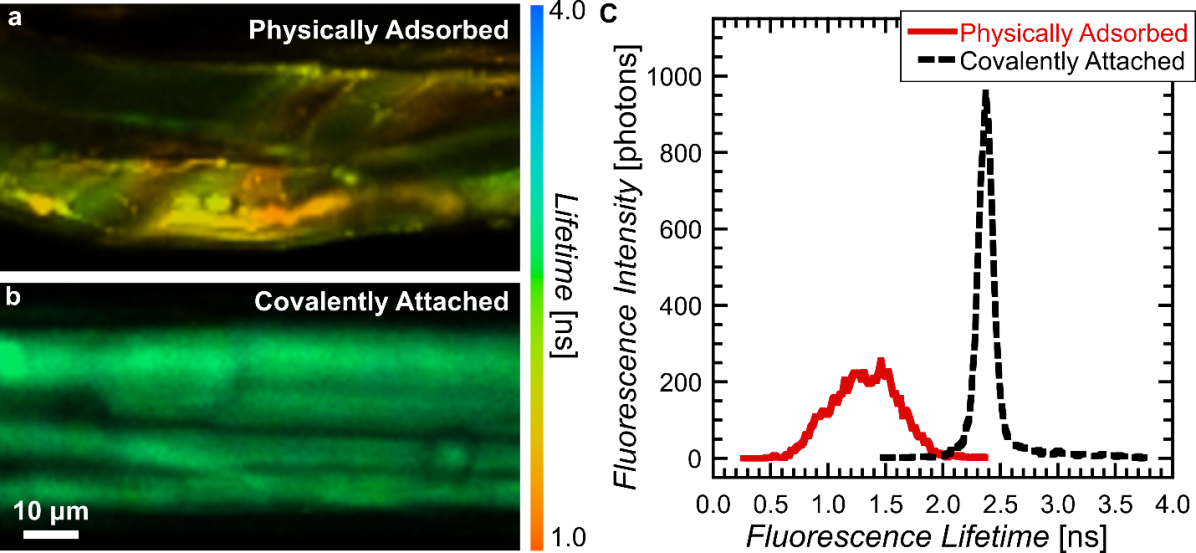 a
Physically Adsorbed
b
Covalently Attached
10 µm
4.0
Lifetime [ns]
1.0
C
Physically Adsorbed
Covalently Attached
Fluorescence Intensity [photons]
1000
800
600
400
200
0
0.0 0.5 1.0 1.5 2.0 2.5 3.0 3.5 4.0
Fluorescence Lifetime [ns]